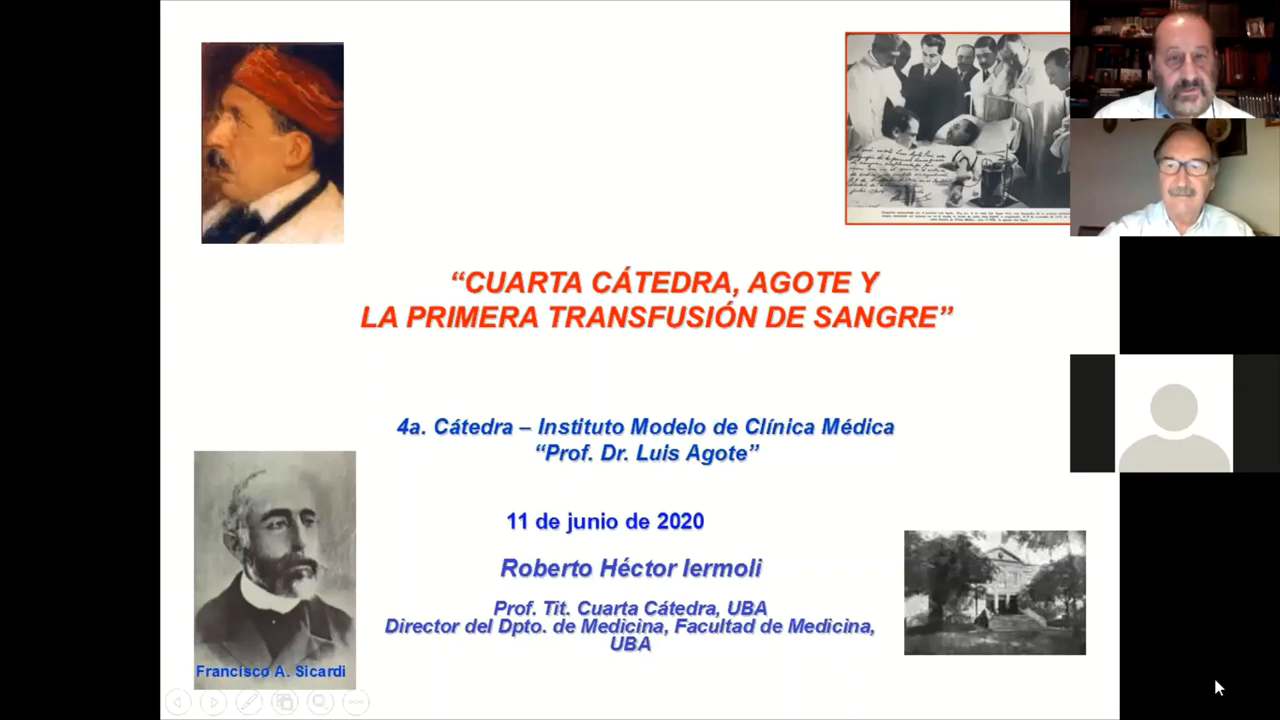 “CUARTA CÁTEDRA, AGOTE Y
LA PRIMERA TRANSFUSIÓN DE SANGRE”
4a. Cátedra – Instituto Modelo de Clínica Médica
“Prof. Dr. Luis Agote”
11 de junio de 2020
Roberto Héctor Iermoli
Prof. Tit. Cuarta Cátedra, UBA
Director del Dpto. de Medicina, Facultad de Medicina,
UBA
Francisco A. Sicardi